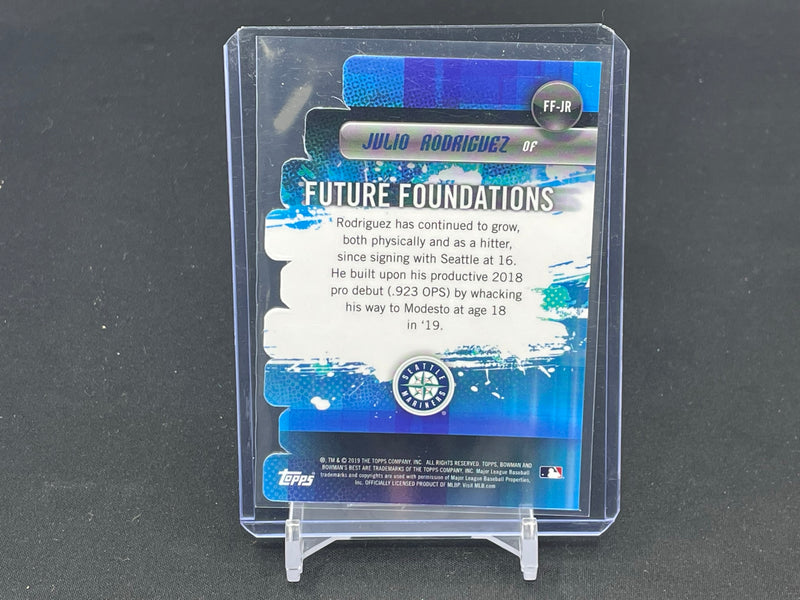 FF-JR
JULIO RODRIGUEZ OF
FUTURE FOUNDATIONS
Rodriguez has continued to grow,
both physically and as a hitter,
since signing with Seattle at 16.
He built upon his productive 2018
pro debut (.923 OPS) by whacking
his way to Modesto at age 18
in ‘19.
SEATTLE
MARINERS
®, TM & © 2019 THE TOPPS COMPANY, INC. ALL RIGHTS RESERVED. TOPPS, BOWMAN AND
BOWMAN'S BEST ARE TRADEMARKS OF THE TOPPS COMPANY, INC. Major League Baseball
trademarks and copyrights are used with permission of Major League Baseball Properties,
Inc. OFFICIALLY LICENSED PRODUCT OF MLBP. Visit MLB.com
topps